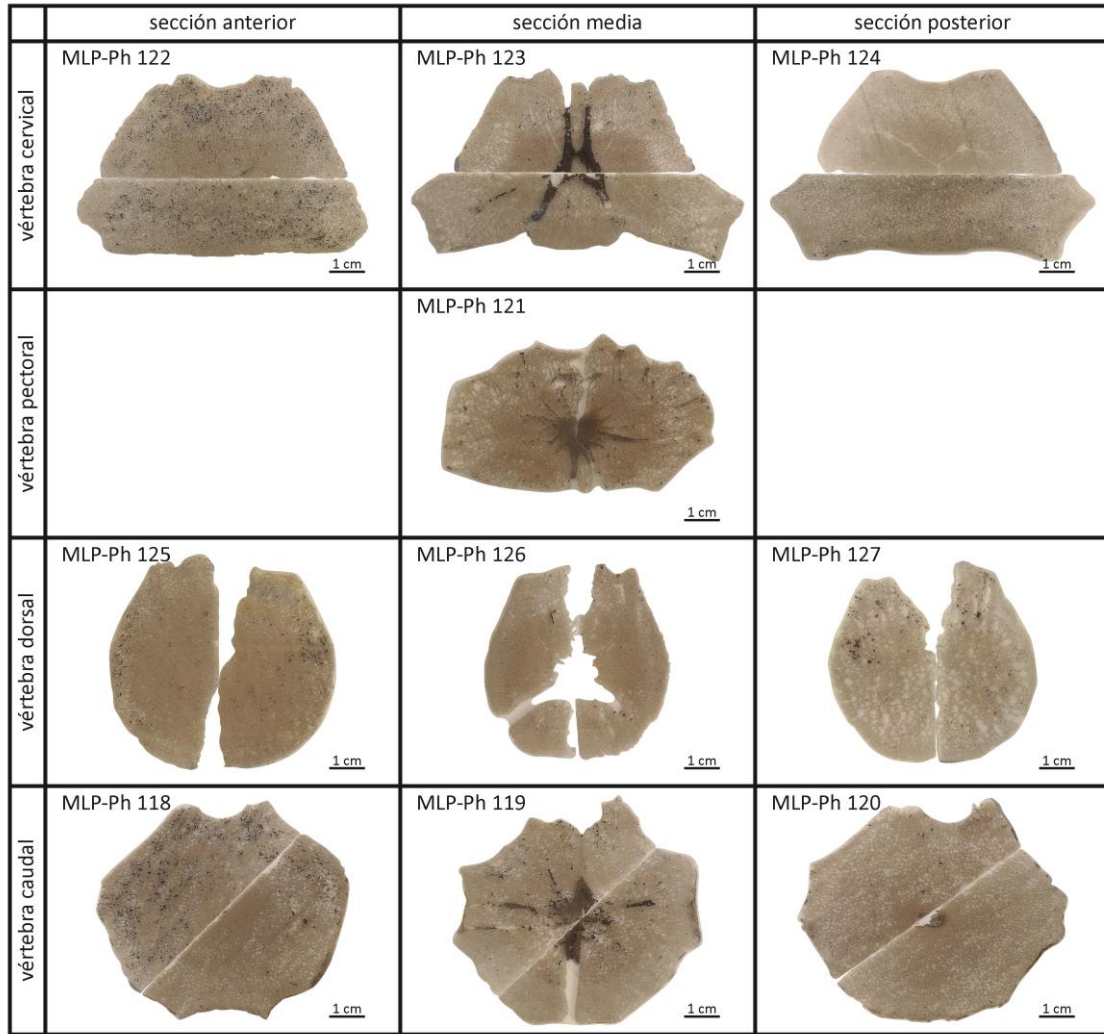 sección anterior
sección media
sección posterior
vértebra cervical
MLP-Ph 122
1 cm
MLP-Ph 123
1 cm
MLP-Ph 124
1 cm
vértebra pectoral
MLP-Ph 121
1 cm
vértebra dorsal
MLP-Ph 125
1 cm
MLP-Ph 126
1 cm
MLP-Ph 127
1 cm
vértebra caudal
MLP-Ph 118
1 cm
MLP-Ph 119
1 cm
MLP-Ph 120
1 cm